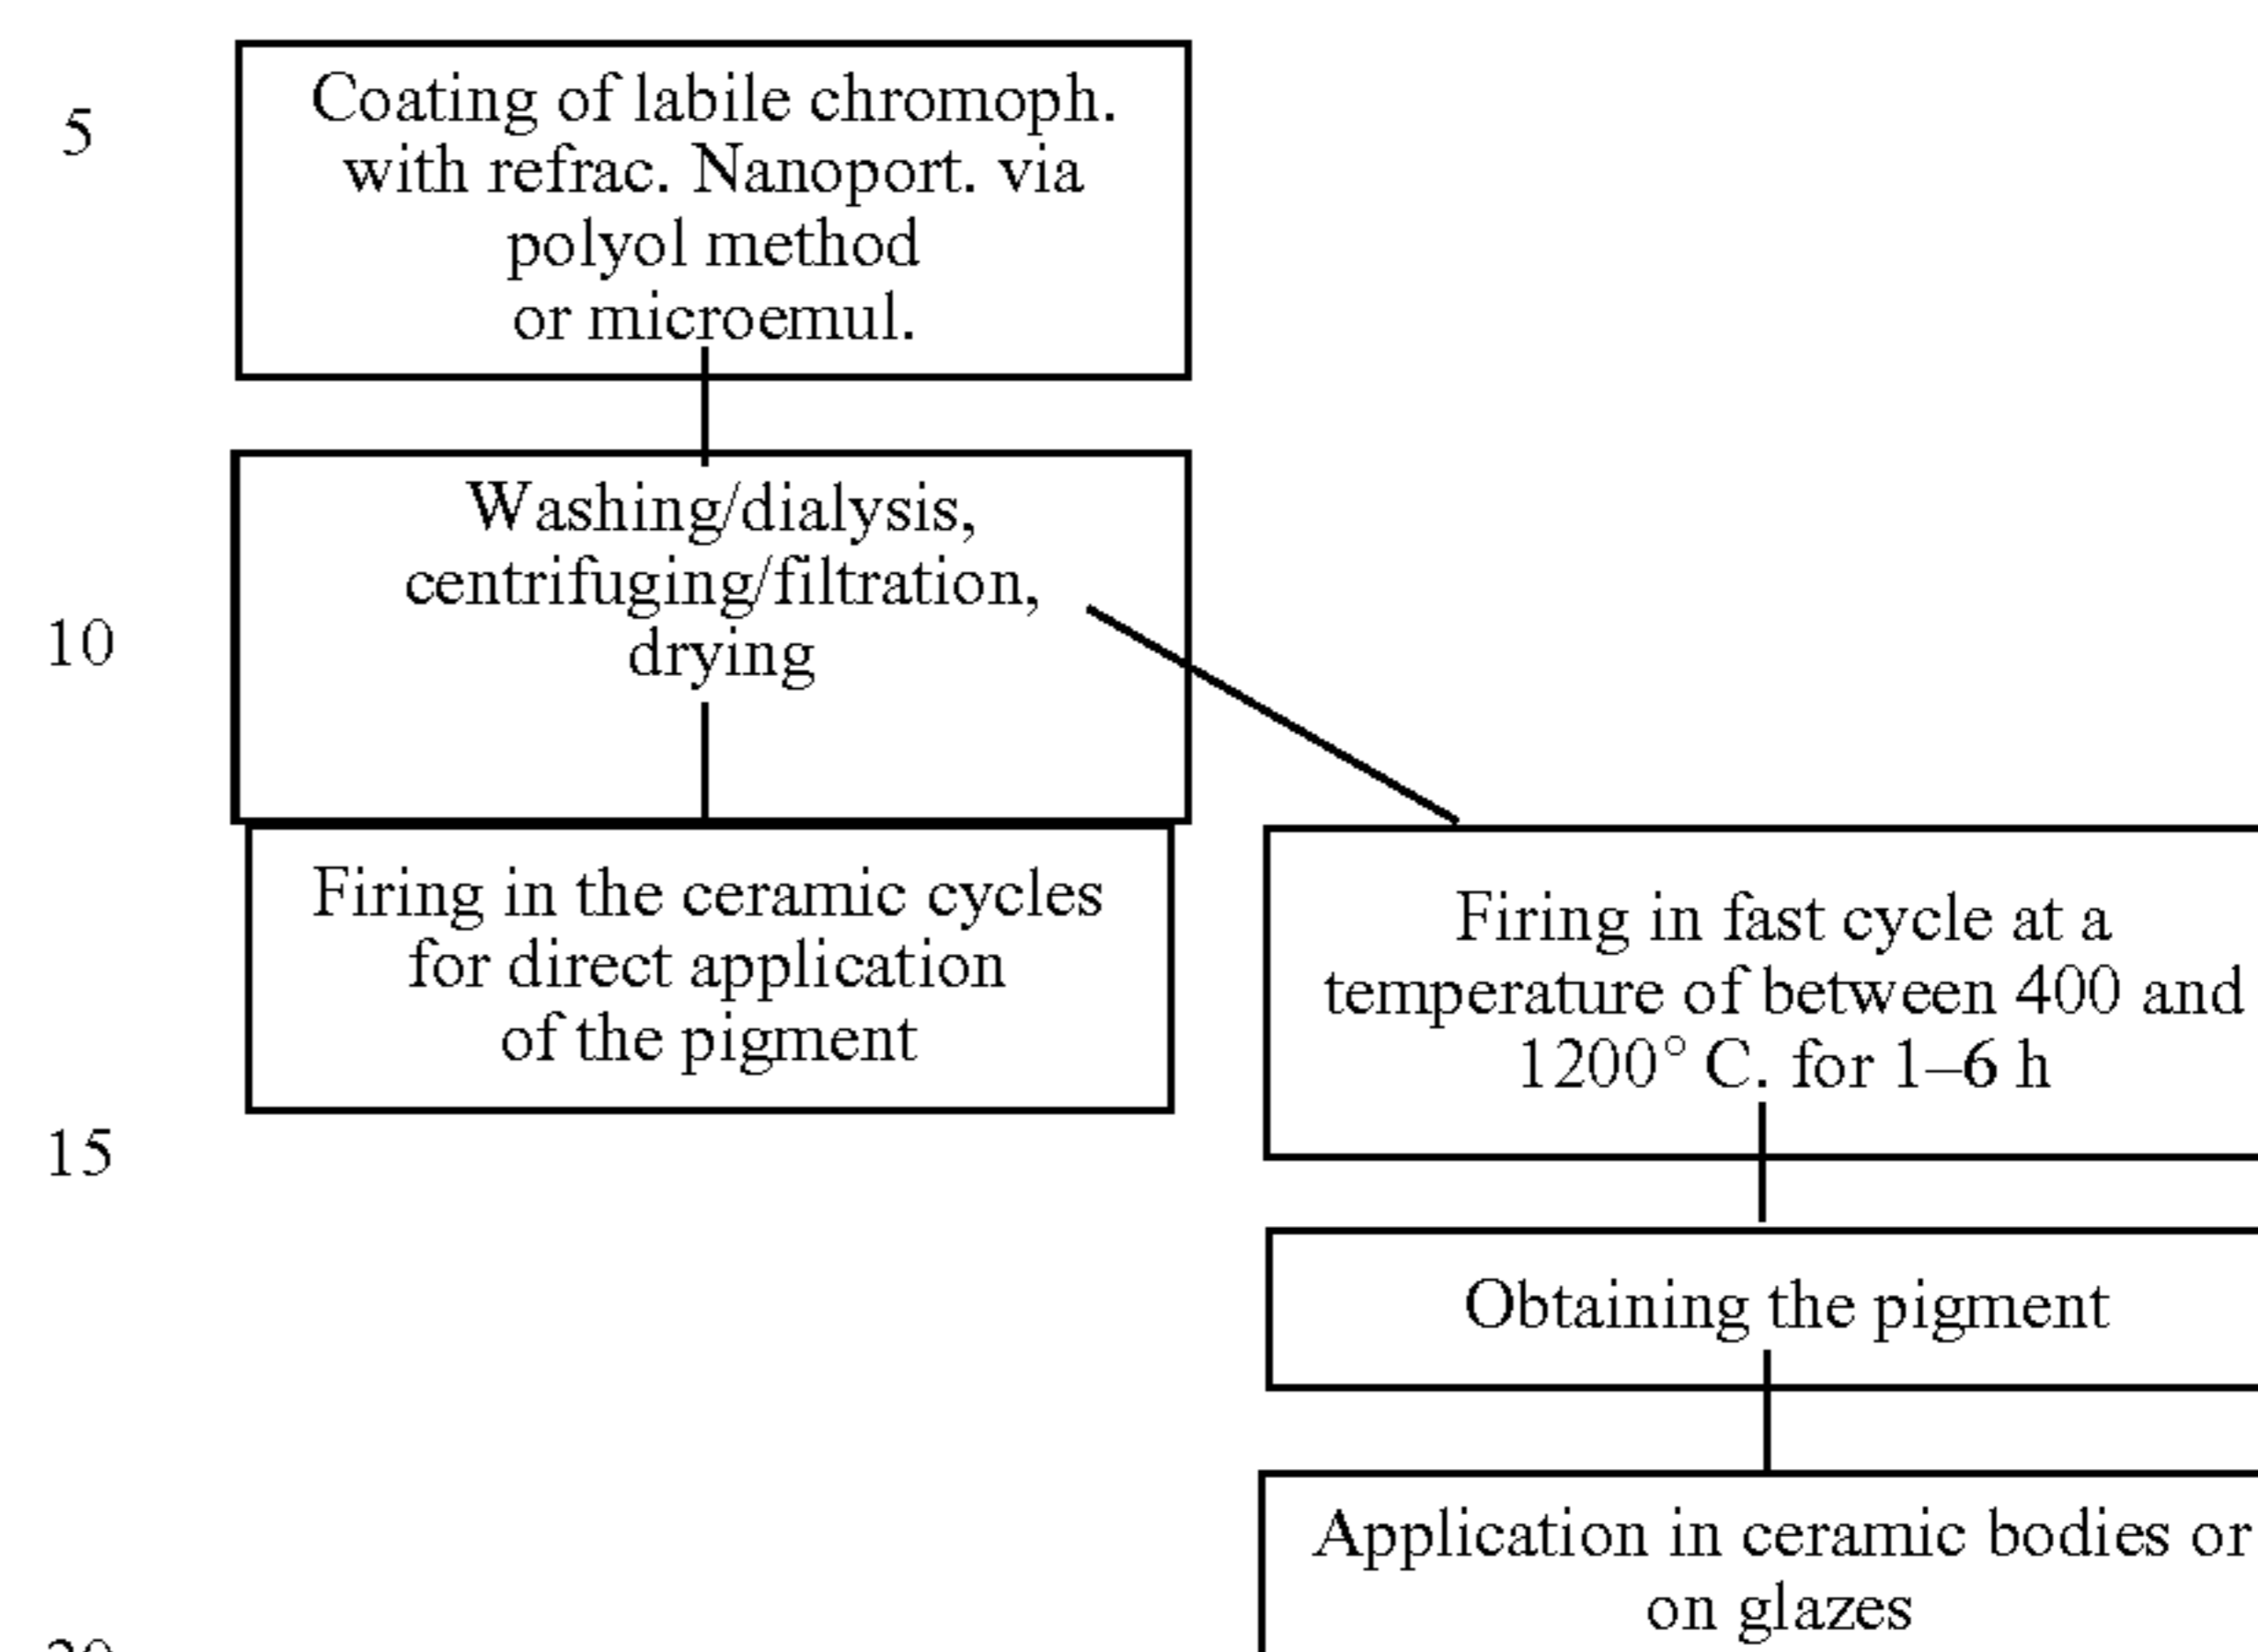 5
Coating of labile chromoph.
with refrac. Nanoport. via
polyol method
or microemul.
Washing/dialysis,
centrifuging/filtration,
10
drying
Firing in the ceramic cycles
for direct application
of the pigment
Firing in fast cycle at a
temperature of between 400 and
1200° C. for 1–6 h
15
Obtaining the pigment
Application in ceramic bodies or
on glazes